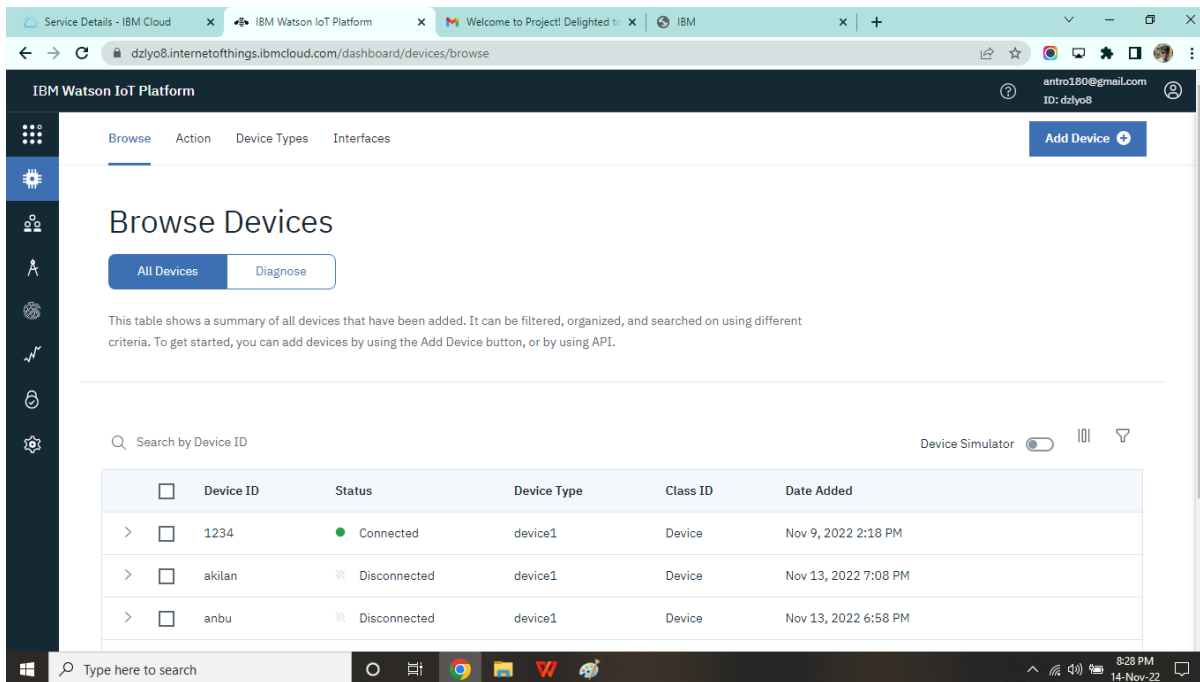 Service Details - IBM Cloud
IBM Watson IoT Platform
Welcome to Project! Delighted to
IBM
dzlyo8.internetofthings.ibmcloud.com/dashboard/devices/browse
IBM Watson IoT Platform
antro180@gmail.com
ID: dzlyo8
Browse Action Device Types Interfaces
Add Device
Browse Devices
All Devices Diagnose
This table shows a summary of all devices that have been added. It can be filtered, organized, and searched on using different
criteria. To get started, you can add devices by using the Add Device button, or by using API.
Search by Device ID
Device Simulator
Device ID Status Device Type Class ID Date Added
1234 Connected device1 Device Nov 9, 2022 2:18 PM
akilan Disconnected device1 Device Nov 13, 2022 7:08 PM
anbu Disconnected device1 Device Nov 13, 2022 6:58 PM
Type here to search
8:28 PM
14-Nov-22